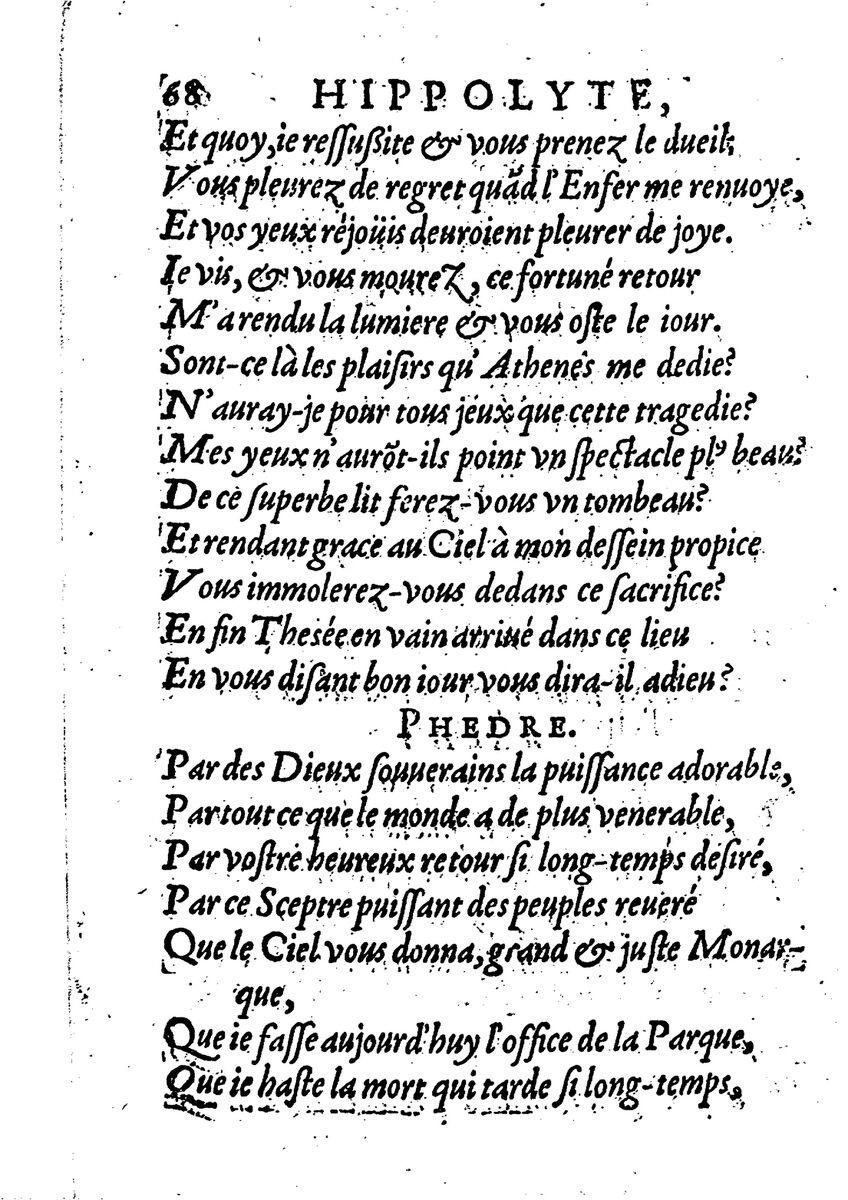 68 HIPPOLYTE,
Et quoy, ie reſſußite & vous prenez le dueil;
Vous pleurez de regret quãd l'Enfer me renuoye,
Et vos yeux réjoüis deuroient pleurer de joye.
Ie vis, & vous mourez, ce fortuné retour
M'a rendu la lumiere & vous oſte le iour.
Sont-ce là les plaiſirs qu'Athenes me dedie?
N'auray-je pour tous jeux que cette tragedie?
Mes yeux n'aurõt-ils point vn ſpectacle plꝰ beau?
De ce ſuperbe lit ferez-vous vn tombeau?
Et rendant grace au Ciel à mon deſſein propice
Vous immolerez-vous dedans ce ſacrifice?
En fin Theſée en vain arriué dans ce lieu
En vous diſant bon iour vous dira-il adieu?
PHEDRE.
Par des Dieux ſouuerains la puiſſance adorable,
Par tout ce que le monde a de plus venerable,
Par voſtre heureux retour ſi long-temps deſiré,
Par ce Sceptre puiſſant des peuples reueré
Que le Ciel vous donna, grand & juſte Monar-
que,
Que ie faſſe aujourd'huy l'office de la Parque,
Que ie haſte la mort qui tarde ſi long-temps,